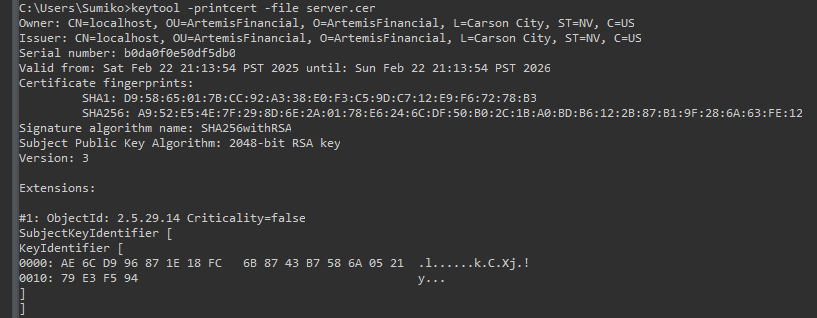 C:\Users\Sumiko>keytool -printcert -file server.cer
Owner: CN=localhost, OU=ArtemisFinancial, O=ArtemisFinancial, L=Carson City, ST=NV, C=US
Issuer: CN=localhost, OU=ArtemisFinancial, O=ArtemisFinancial, L=Carson City, ST=NV, C=US
Serial number: b0da0f0e50df5db0
Valid from: Sat Feb 22 21:13:54 PST 2025 until: Sun Feb 22 21:13:54 PST 2026
Certificate fingerprints:
SHA1: D9:58:65:01:7B:CC:92:A3:38:E0:F3:C5:9D:C7:12:E9:F6:72:78:B3
SHA256: A9:52:E5:4E:7F:29:8D:6E:2A:01:78:E6:24:6C:DF:50:B0:2C:1B:A0:BD:B6:12:2B:87:B1:9F:28:6A:63:FE:12
Signature algorithm name: SHA256withRSA
Subject Public Key Algorithm: 2048-bit RSA key
Version: 3
Extensions:
#1: ObjectId: 2.5.29.14 Criticality=false
SubjectKeyIdentifier [
KeyIdentifier [
0000: AE 6C D9 96 87 1E 18 FC   6B 87 43 B7 58 6A 05 21  .l......k.C.Xj.!
0010: 79 E3 F5 94                                        y...
]
]